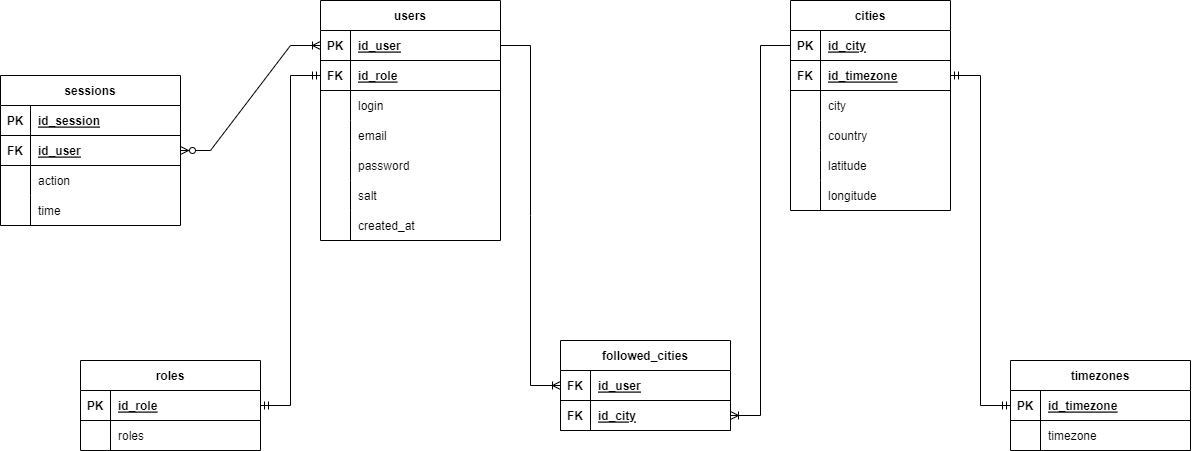 users
PK id_user
FK id_role
login
email
password
salt
created_at
cities
PK id_city
FK id_timezone
city
country
latitude
longitude
sessions
PK id_session
FK id_user
action
time
roles
PK id_role
roles
followed_cities
FK id_user
FK id_city
timezones
PK id_timezone
timezone